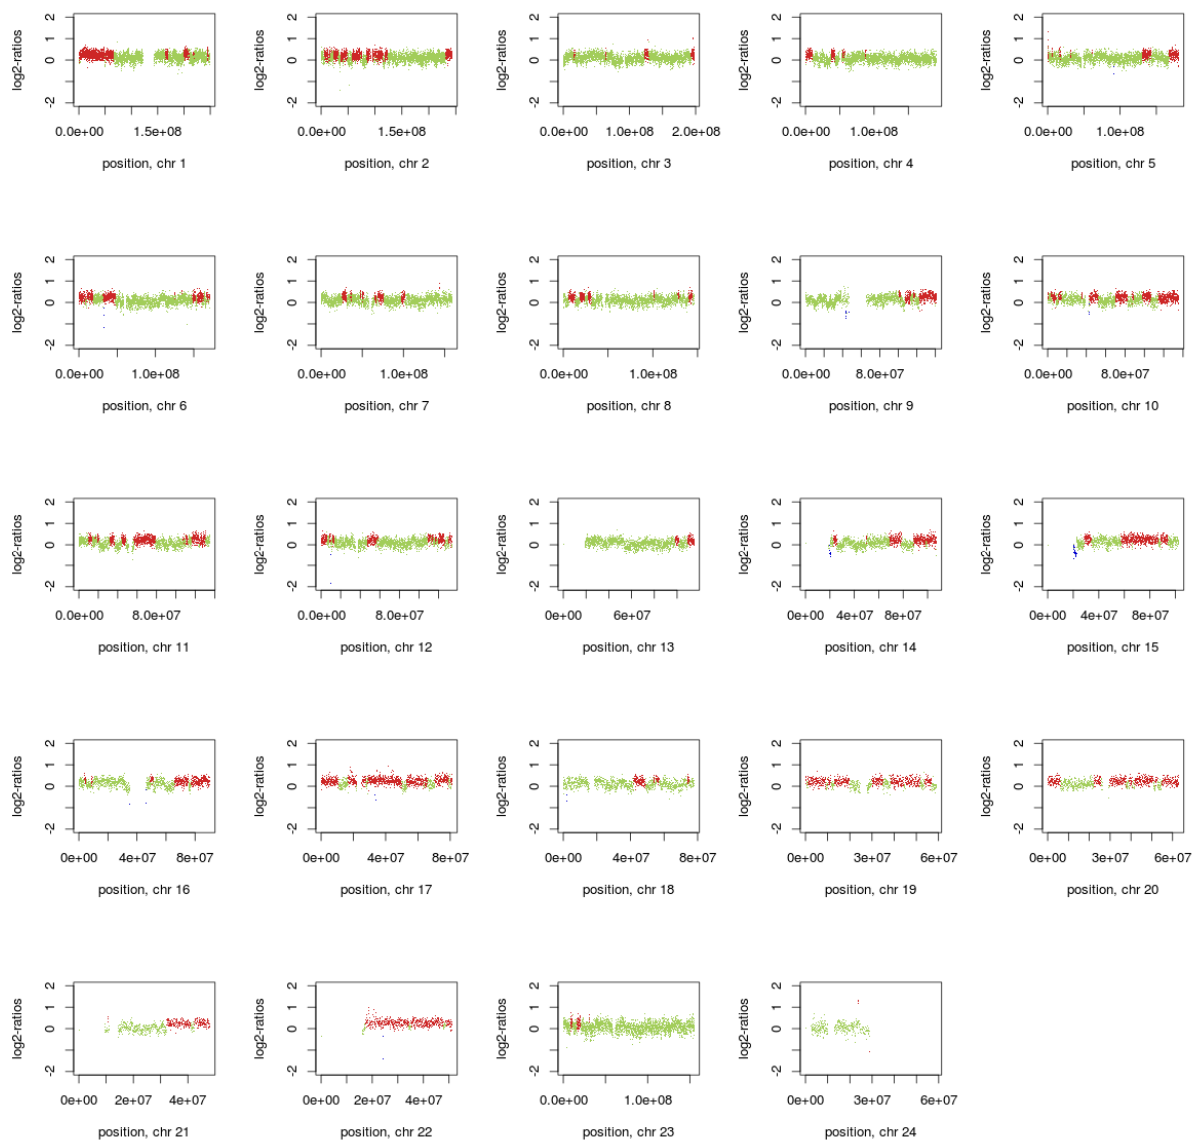 log2-ratios
2
1
0
-2
0.0e+00 1.5e+08
position, chr 1
log2-ratios
2
1
0
-2
0.0e+00 1.5e+08
position, chr 2
log2-ratios
2
1
0
-2
0.0e+00 1.0e+08 2.0e+08
position, chr 3
log2-ratios
2
1
0
-2
0.0e+00 1.0e+08
position, chr 4
log2-ratios
2
1
0
-2
0.0e+00 1.0e+08
position, chr 5
log2-ratios
2
1
0
-2
0.0e+00 1.0e+08
position, chr 6
log2-ratios
2
1
0
-2
0.0e+00 1.0e+08
position, chr 7
log2-ratios
2
1
0
-2
0.0e+00 1.0e+08
position, chr 8
log2-ratios
2
1
0
-2
0.0e+00 8.0e+07
position, chr 9
log2-ratios
2
1
0
-2
0.0e+00 8.0e+07
position, chr 10
log2-ratios
2
1
0
-2
0.0e+00 8.0e+07
position, chr 11
log2-ratios
2
1
0
-2
0.0e+00 8.0e+07
position, chr 12
log2-ratios
2
1
0
-2
0e+00 6e+07
position, chr 13
log2-ratios
2
1
0
-2
0e+00 4e+07 8e+07
position, chr 14
log2-ratios
2
1
0
-2
0e+00 4e+07 8e+07
position, chr 15
log2-ratios
2
1
0
-2
0e+00 4e+07 8e+07
position, chr 16
log2-ratios
2
1
0
-2
0e+00 4e+07 8e+07
position, chr 17
log2-ratios
2
1
0
-2
0e+00 4e+07 8e+07
position, chr 18
log2-ratios
2
1
0
-2
0e+00 3e+07 6e+07
position, chr 19
log2-ratios
2
1
0
-2
0e+00 3e+07 6e+07
position, chr 20
log2-ratios
2
1
0
-2
0e+00 2e+07 4e+07
position, chr 21
log2-ratios
2
1
0
-2
0e+00 2e+07 4e+07
position, chr 22
log2-ratios
2
1
0
-2
0.0e+00 1.0e+08
position, chr 23
log2-ratios
2
1
0
-2
0e+00 3e+07 6e+07
position, chr 24